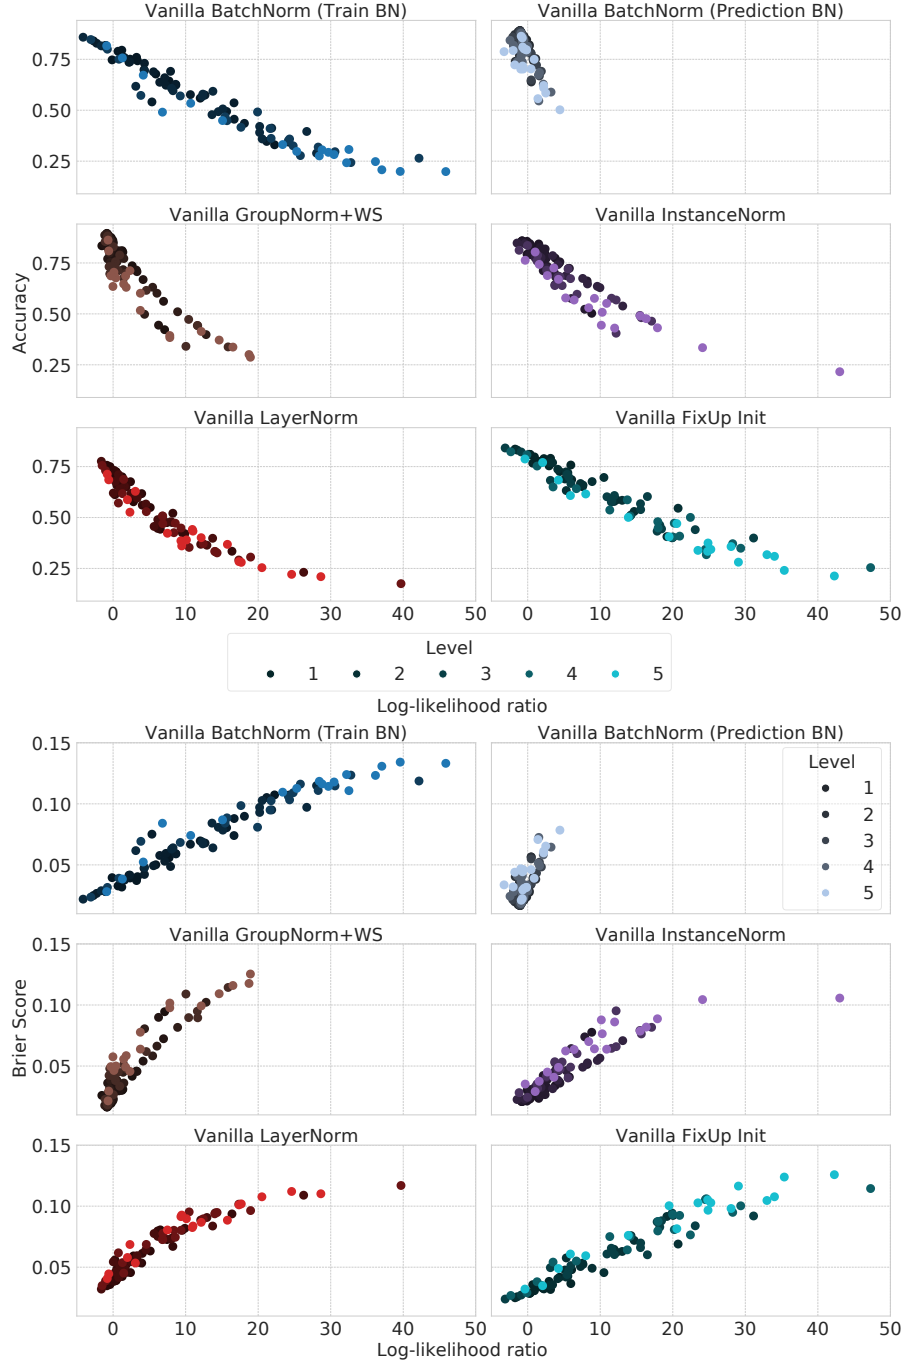 Vanilla BatchNorm (Train BN)
Vanilla BatchNorm (Prediction BN)
0.75
0.50
0.25
Vanilla GroupNorm+WS
Vanilla InstanceNorm
0.75
0.50
0.25
Accuracy
Vanilla LayerNorm
Vanilla FixUp Init
0.75
0.50
0.25
0 10 20 30 40 50
0 10 20 30 40 50
Level
1 2 3 4 5
Log-likelihood ratio
Vanilla BatchNorm (Train BN)
Vanilla BatchNorm (Prediction BN)
0.15
0.10
0.05
Level
1
2
3
4
5
Vanilla GroupNorm+WS
Vanilla InstanceNorm
0.15
0.10
0.05
Brier Score
Vanilla LayerNorm
Vanilla FixUp Init
0.15
0.10
0.05
0 10 20 30 40 50
0 10 20 30 40 50
Log-likelihood ratio